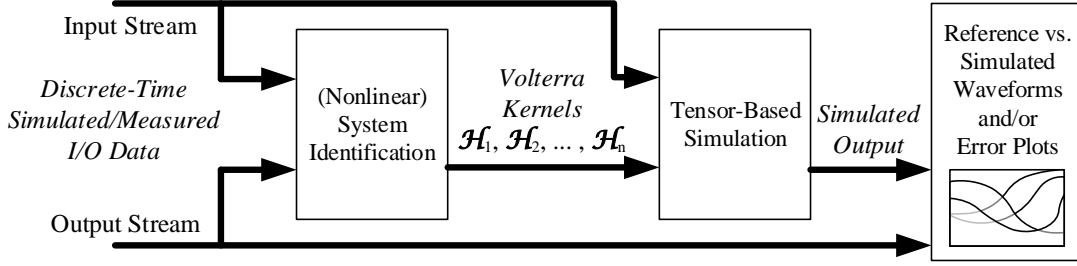 Input Stream
Discrete-Time
Simulated/Measured
I/O Data
Output Stream
(Nonlinear)
System
Identification
Volterra
Kernels
𝓗1, 𝓗2, ... , 𝓗n
Tensor-Based
Simulation
Simulated
Output
Reference vs.
Simulated
Waveforms
and/or
Error Plots